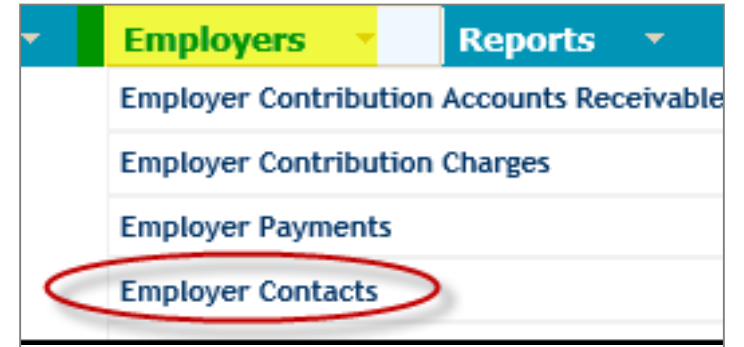 Employers Reports
Employer Contribution Accounts Receivable
Employer Contribution Charges
Employer Payments
Employer Contacts